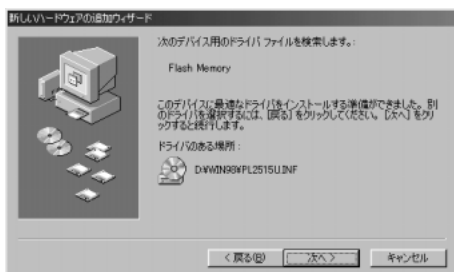 新しいハードウェアの追加ウィザード
次のデバイス用のドライバ ファイルを検索します。:
Flash Memory
このデバイスに最適なドライバをインストールする準備ができました。別
のドライバを選択するには、[戻る] をクリックしてください。[次へ] をクリ
ックすると続行します。
ドライバのある場所 :
D:¥WIN98¥PL2515U.INF
< 戻る(B)
次へ >
キャンセル